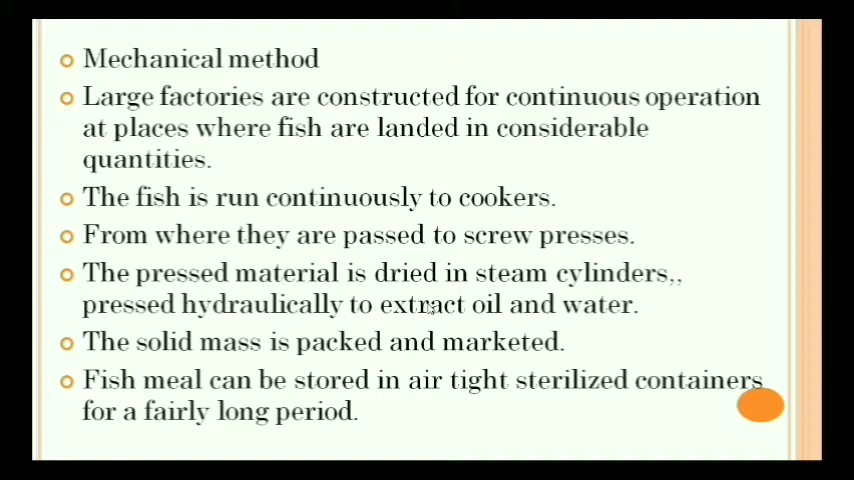 Mechanical method
Large factories are constructed for continuous operation
at places where fish are landed in considerable
quantities.
The fish is run continuously to cookers.
From where they are passed to screw presses.
The pressed material is dried in steam cylinders,,
pressed hydraulically to extract oil and water.
The solid mass is packed and marketed.
Fish meal can be stored in air tight sterilized containers
for a fairly long period.